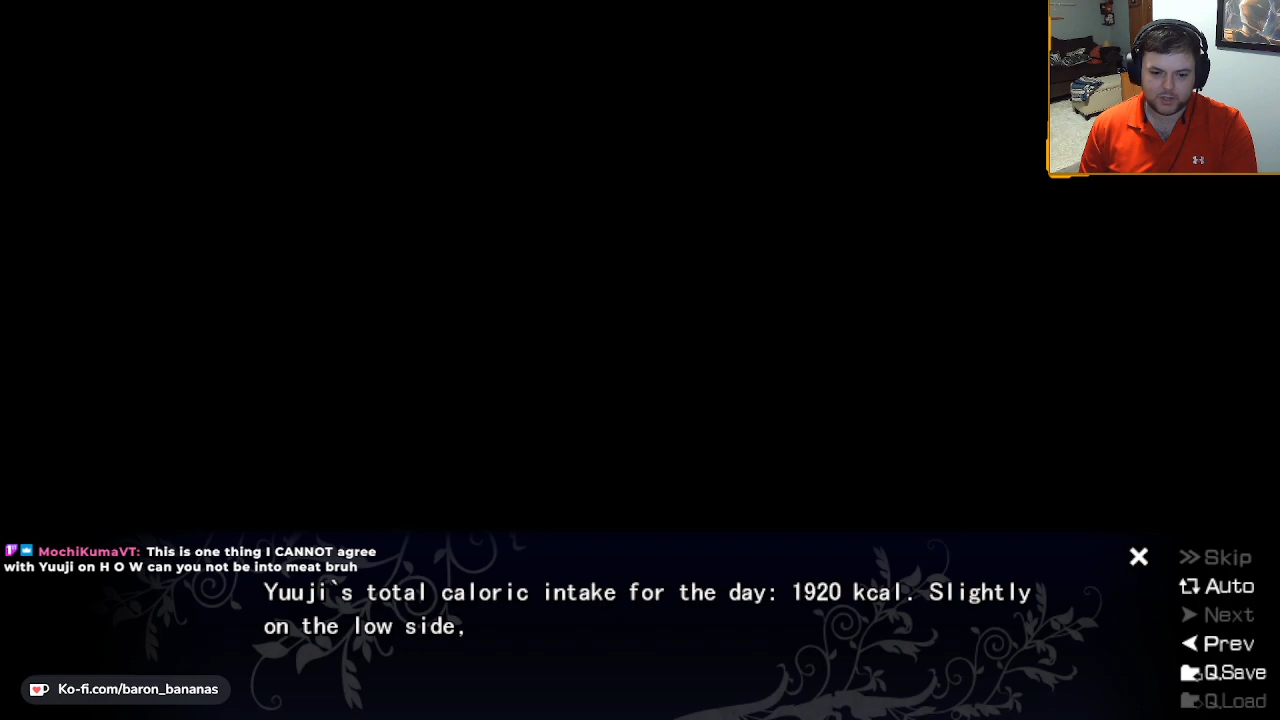 MochiKumaVT: This is one thing I CANNOT agree
with Yuuji on H O W can you not be into meat bruh
Yuuji`s total caloric intake for the day: 1920 kcal. Slightly
on the low side,
Skip
Auto
Next
Prev
Q.Save
Q.Load
Ko-fi.com/baron_bananas